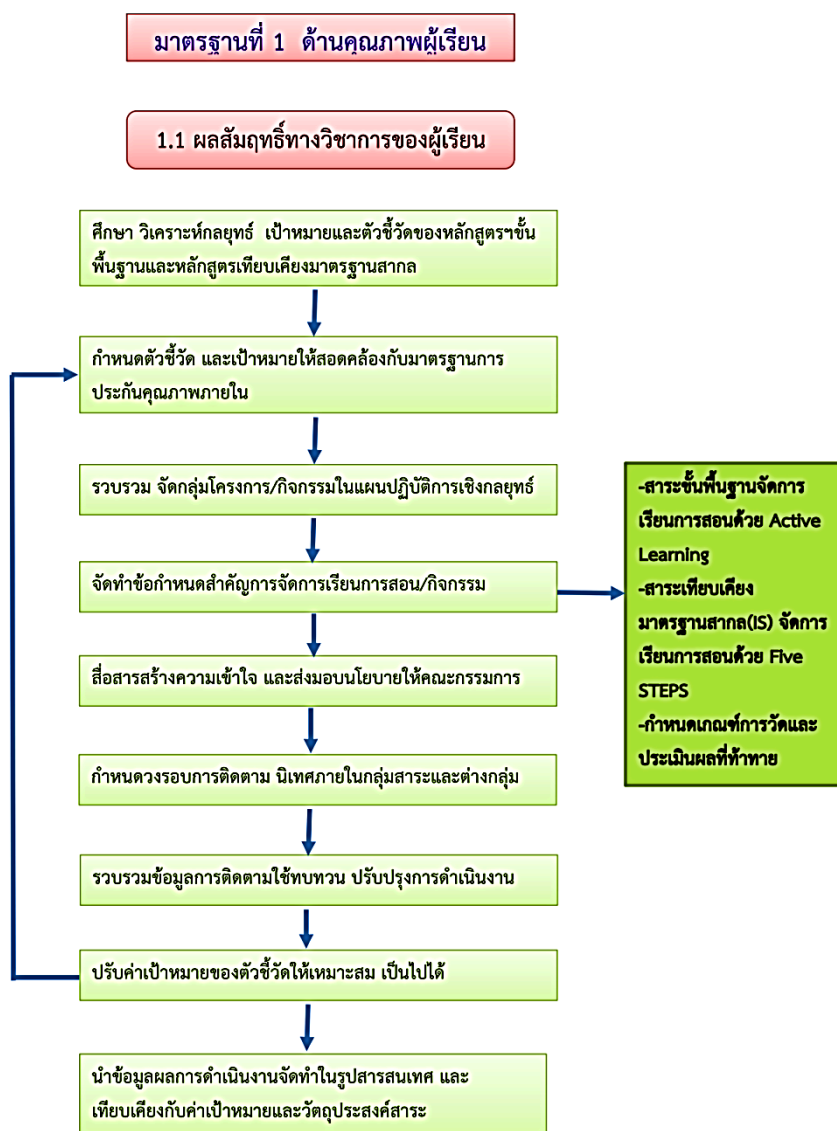 มาตรฐานที่ 1 ด้านคุณภาพผู้เรียน
1.1 ผลสัมฤทธิ์ทางวิชาการของผู้เรียน
ศึกษา วิเคราะห์กลยุทธ์ เป้าหมายและตัวชี้วัดของหลักสูตรฯขั้น
พื้นฐานและหลักสูตรเทียบเคียงมาตรฐานสากล
กำหนดตัวชี้วัด และเป้าหมายให้สอดคล้องกับมาตรฐานการ
ประกันคุณภาพภายใน
รวบรวม จัดกลุ่มโครงการ/กิจกรรมในแผนปฏิบัติการเชิงกลยุทธ์
จัดทำข้อกำหนดสำคัญการจัดการเรียนการสอน/กิจกรรม
-สาระขั้นพื้นฐานจัดการ
เรียนการสอนด้วย Active
Learning
-สาระเทียบเคียง
มาตรฐานสากล(IS) จัดการ
เรียนการสอนด้วย Five
STEPS
-กำหนดเกณฑ์การวัดและ
ประเมินผลที่ท้าทาย
สื่อสารสร้างความเข้าใจ และส่งมอบนโยบายให้คณะกรรมการ
กำหนดวงรอบการติดตาม นิเทศภายในกลุ่มสาระและต่างกลุ่ม
รวบรวมข้อมูลการติดตามใช้ทบทวน ปรับปรุงการดำเนินงาน
ปรับค่าเป้าหมายของตัวชี้วัดให้เหมาะสม เป็นไปได้
นำข้อมูลผลการดำเนินงานจัดทำในรูปสารสนเทศ และ
เทียบเคียงกับค่าเป้าหมายและวัตถุประสงค์สาระ